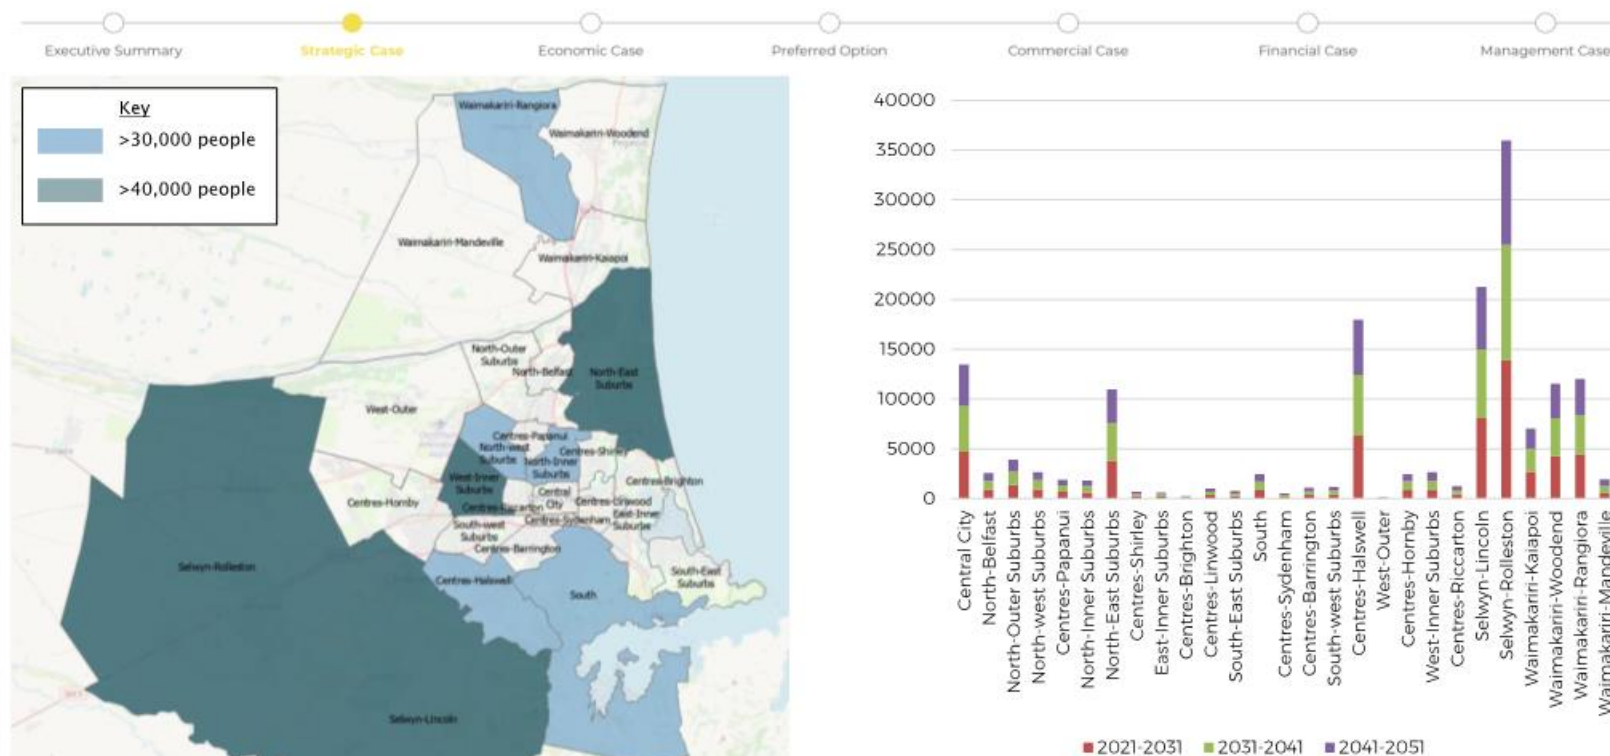 Executive Summary
Strategic Case
Economic Case
Preferred Option
Commercial Case
Financial Case
Management Case
Key
>30,000 people
>40,000 people
Waimakariri-Rangiora
Waimakariri-Woodend
Waimakariri-Mandeville
Waimakariri-Kaiapoi
North-Outer
Suburbs
North-Belfast
North-East
Suburbs
West-Outer
Centres-Papanui
North-west
Suburbs
Centres-Shirley
North-Inner
Suburbs
West-Inner
Suburbs
Centres-Brighton
Centres-Hornby
Central
City
Centres-Linwood
Centres-Riccarton
East-Inner
Suburbs
Centres-Sydenham
South-west
Suburbs
Centres-Barrington
Selwyn-Rolleston
Centres-Halswell
South
South-East
Suburbs
Selwyn-Lincoln
40000
35000
30000
25000
20000
15000
10000
5000
0
Central City
North-Belfast
North-Outer Suburbs
North-west Suburbs
Centres-Papanui
North-Inner Suburbs
North-East Suburbs
Centres-Shirley
East-Inner Suburbs
Centres-Brighton
Centres-Linwood
South-East Suburbs
South
Centres-Sydenham
Centres-Barrington
South-west Suburbs
Centres-Halswell
West-Outer
Centres-Hornby
West-Inner Suburbs
Centres-Riccarton
Selwyn-Lincoln
Selwyn-Rolleston
Waimakariri-Kaiapoi
Waimakariri-Woodend
Waimakariri-Rangiora
Waimakariri-Mandeville
2021-2031
2031-2041
2041-2051